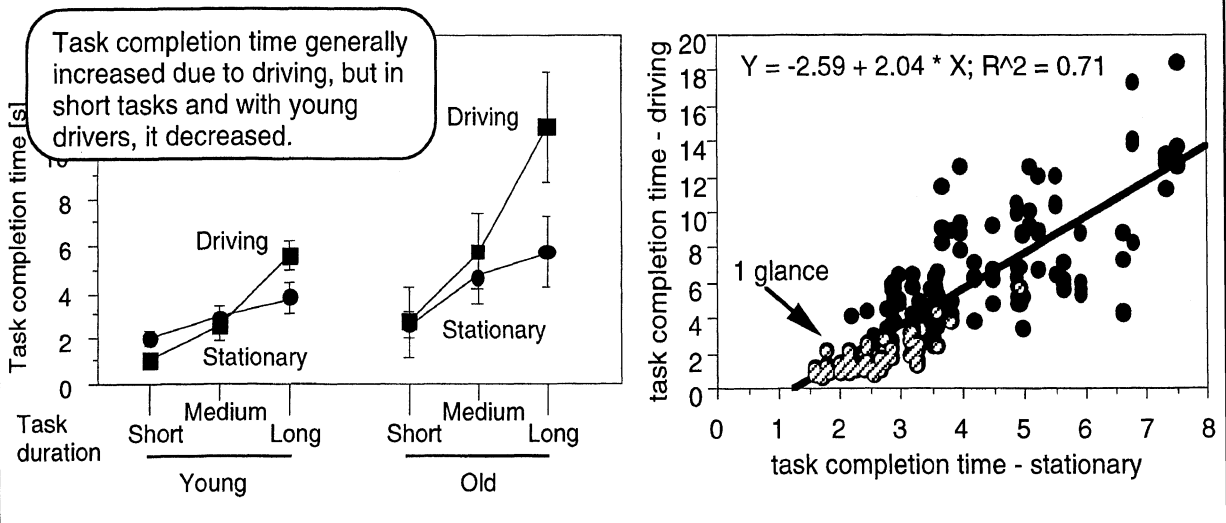 Task completion time generally
increased due to driving, but in
short tasks and with young
drivers, it decreased.
Task completion time [s]
10
8
6
4
2
0
Driving
Stationary
Driving
Stationary
Task
duration
Short
Medium
Long
Short
Medium
Long
Young
Old
task completion time - driving
20
18
16
14
12
10
8
6
4
2
0
Y = -2.59 + 2.04 * X; R^2 = 0.71
1 glance
0 1 2 3 4 5 6 7 8
task completion time - stationary